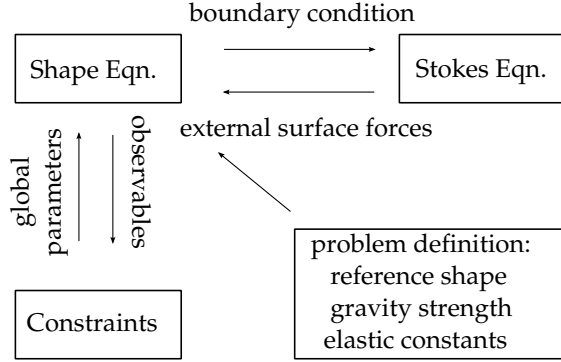 boundary condition
Shape Eqn.
Stokes Eqn.
external surface forces
global
parameters
observables
problem definition:
reference shape
gravity strength
elastic constants
Constraints